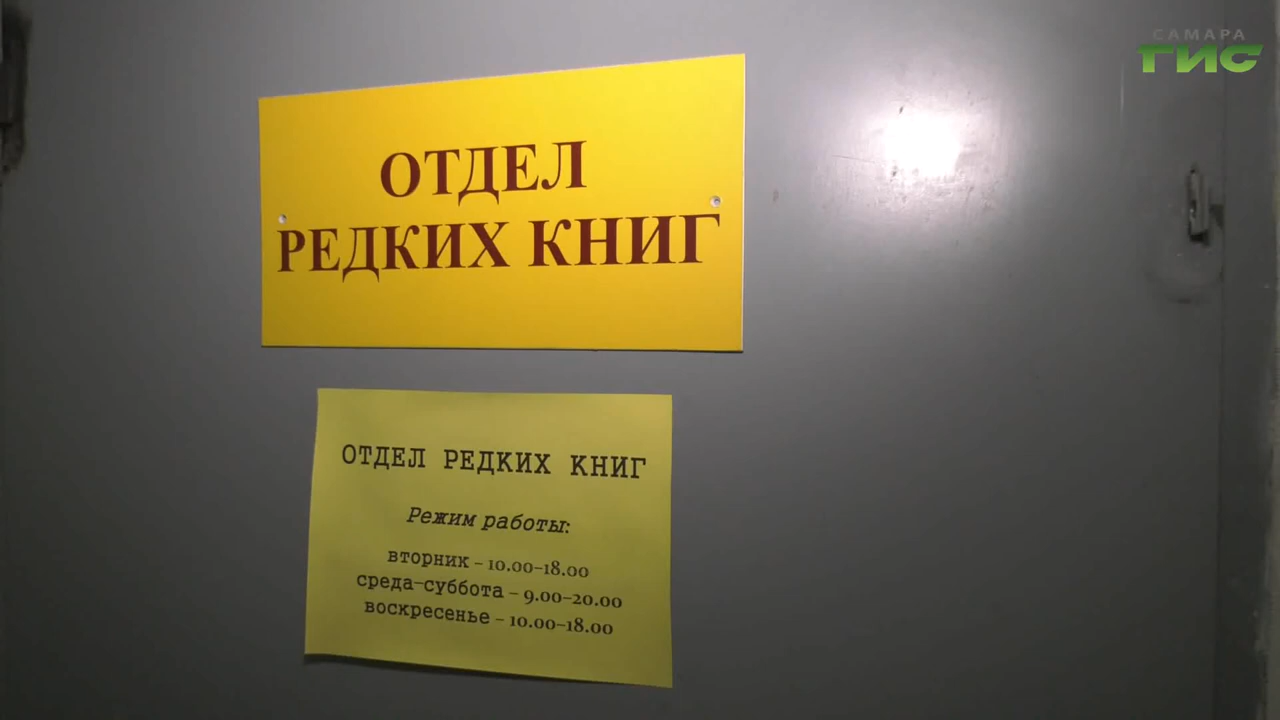 САМАРА
ГИС
ОТДЕЛ
РЕДКИХ КНИГ
ОТДЕЛ РЕДКИХ КНИГ
Режим работы:
вторник – 10.00–18.00
среда–суббота – 9.00–20.00
воскресенье – 10.00–18.00